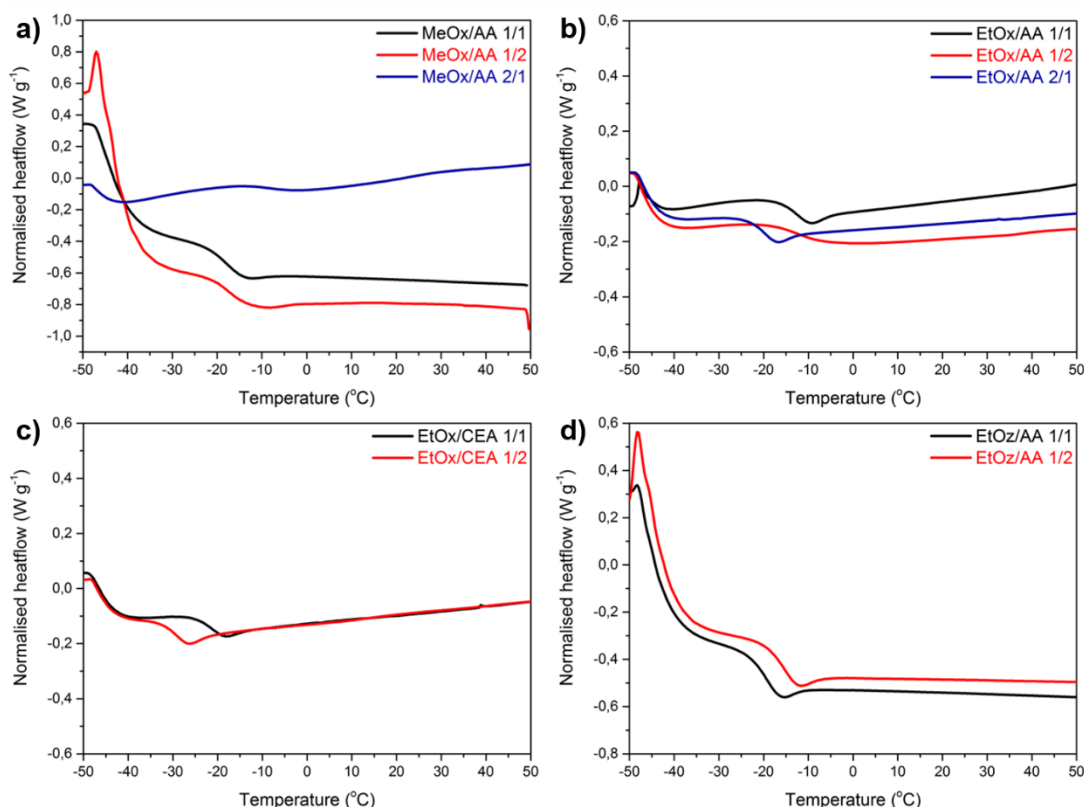 a)
MeOx/AA 1/1
MeOx/AA 1/2
MeOx/AA 2/1
1,0
0,8
0,6
0,4
0,2
0,0
-0,2
-0,4
-0,6
-0,8
-1,0
Normalised heatflow (W g-1)
-50 -40 -30 -20 -10 0 10 20 30 40 50
Temperature (oC)
b)
EtOx/AA 1/1
EtOx/AA 1/2
EtOx/AA 2/1
0,6
0,4
0,2
0,0
-0,2
-0,4
-0,6
Normalised heatflow (W g-1)
-50 -40 -30 -20 -10 0 10 20 30 40 50
Temperature (oC)
c)
EtOx/CEA 1/1
EtOx/CEA 1/2
0,6
0,4
0,2
0,0
-0,2
-0,4
-0,6
Normalised heatflow (W g-1)
-50 -40 -30 -20 -10 0 10 20 30 40 50
Temperature (oC)
d)
EtOz/AA 1/1
EtOz/AA 1/2
0,6
0,4
0,2
0,0
-0,2
-0,4
-0,6
-0,8
Normalised heatflow (W g-1)
-50 -40 -30 -20 -10 0 10 20 30 40 50
Temperature (oC)